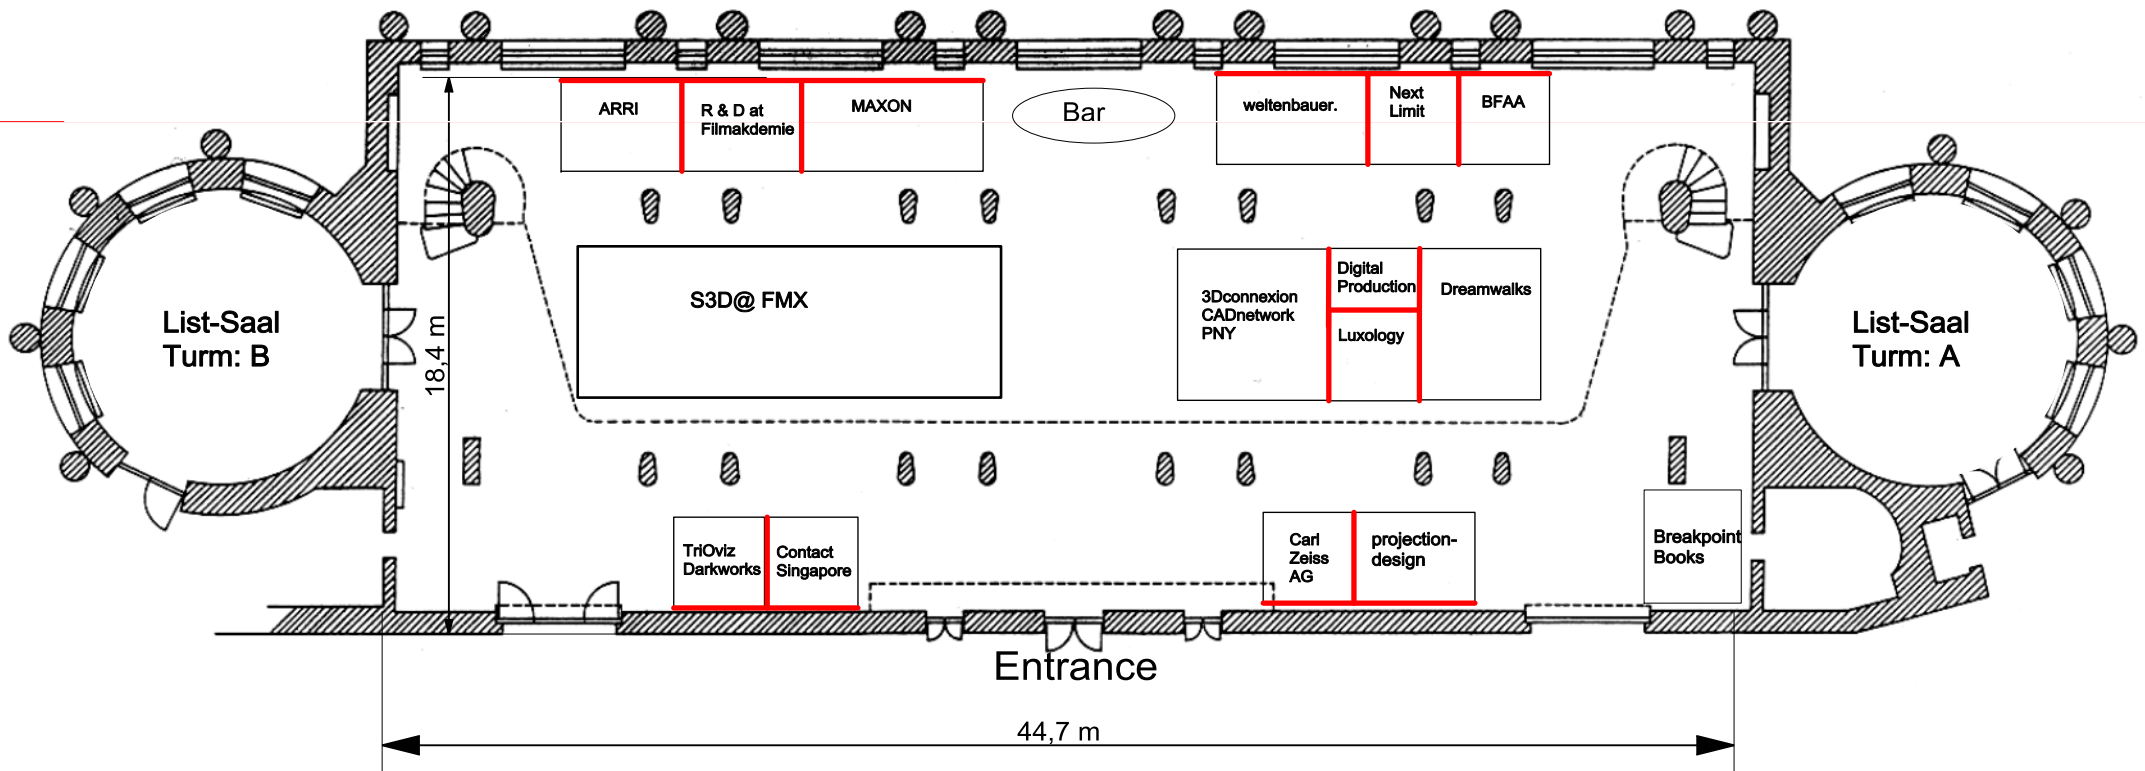 ARRI
R & D at
Filmakdemie
MAXON
Bar
weltenbauer.
Next
Limit
BFAA
List-Saal
Turm: B
18,4 m
S3D@ FMX
3Dconnexion
CADnetwork
PNY
Digital
Production
Luxology
Dreamwalks
List-Saal
Turm: A
TriOviz
Darkworks
Contact
Singapore
Carl
Zeiss
AG
projection-
design
Breakpoint
Books
Entrance
44,7 m